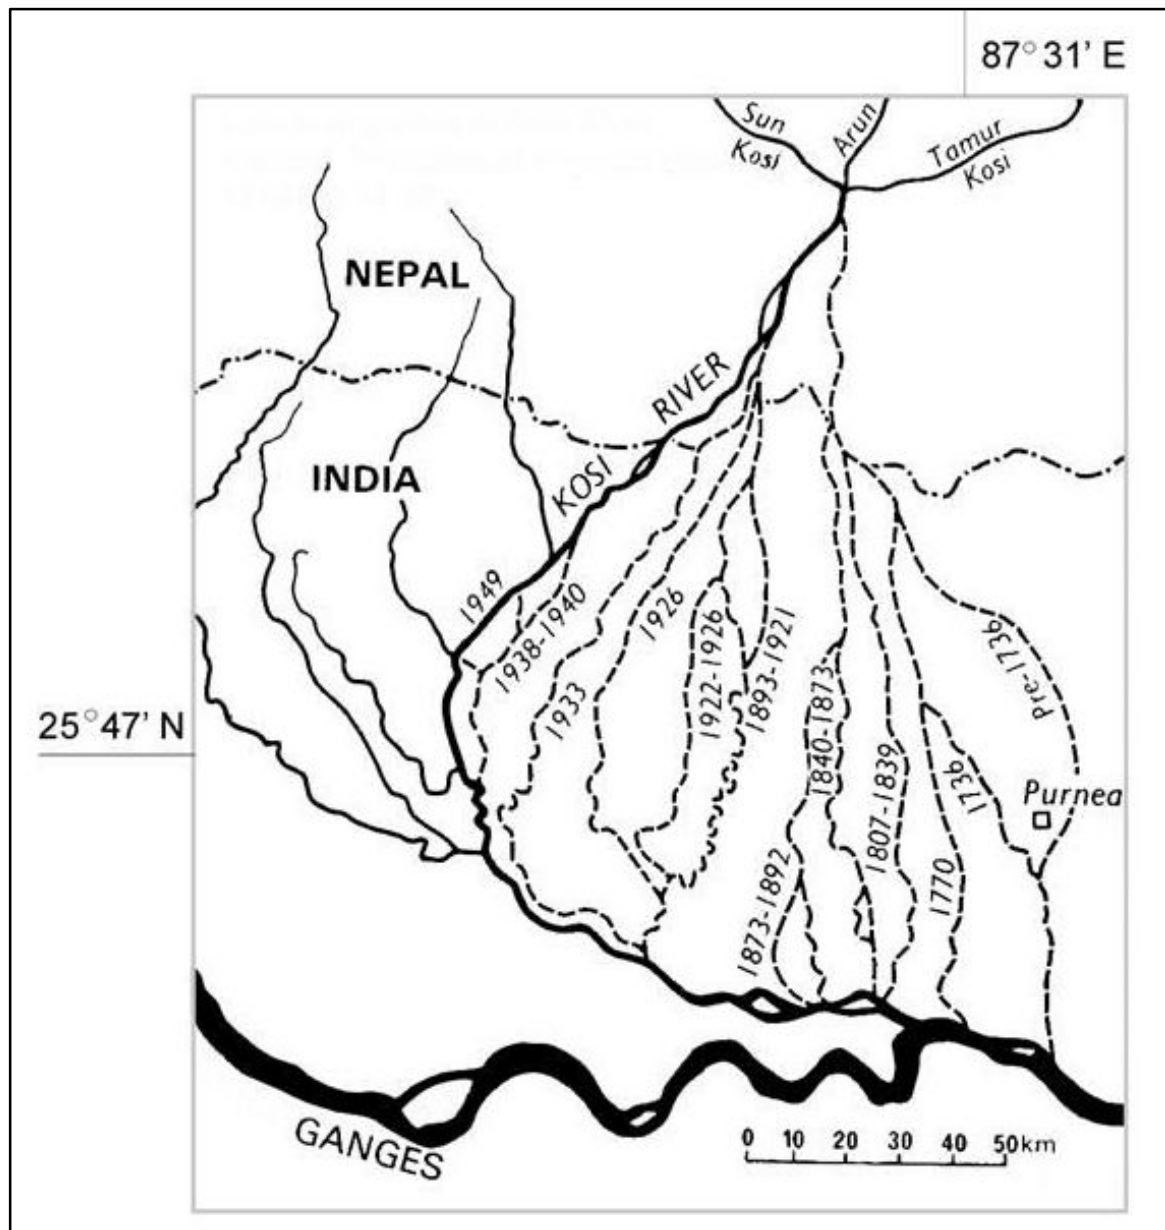 87° 31' E
Sun
Kosi
Arun
Tamur
Kosi
NEPAL
RIVER
KOSI
INDIA
1949
1938-1940
1933
1926
1922-1926
1893-1921
1840-1873
1873-1892
1807-1839
1770
1736
Pre-1736
25°47' N
Purnea
GANGES
0 10 20 30 40 50km